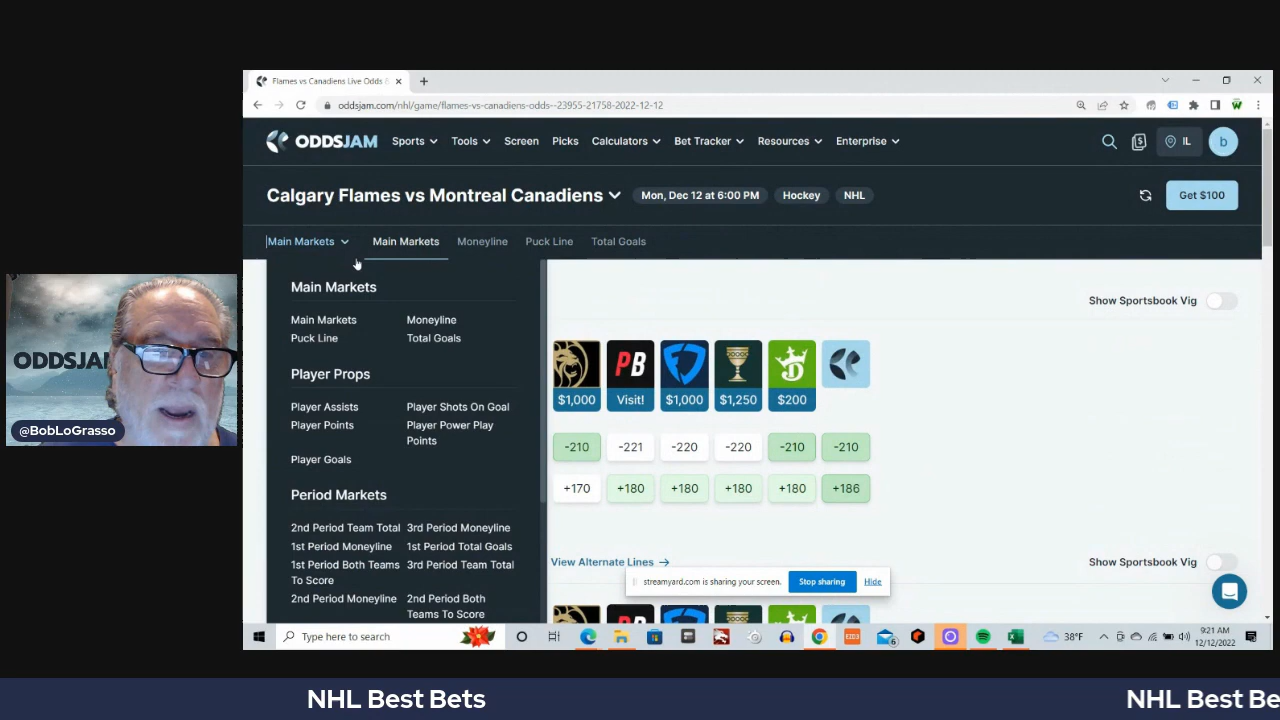 Flames vs Canadiens Live Odds &
oddsjam.com/nhl/game/flames-vs-canadiens-odds--23955-21758-2022-12-12
ODDSJAM
Sports
Tools
Screen
Picks
Calculators
Bet Tracker
Resources
Enterprise
IL
b
Calgary Flames vs Montreal Canadiens
Mon, Dec 12 at 6:00 PM
Hockey
NHL
Get $100
Main Markets
Main Markets
Moneyline
Puck Line
Total Goals
Main Markets
Main Markets
Moneyline
Puck Line
Total Goals
Player Props
Player Assists
Player Shots On Goal
Player Points
Player Power Play
Points
Player Goals
Period Markets
2nd Period Team Total
3rd Period Moneyline
1st Period Moneyline
1st Period Total Goals
1st Period Both Teams
To Score
3rd Period Team Total
2nd Period Moneyline
2nd Period Both
Teams To Score
Show Sportsbook Vig
PB
$1,000
Visit!
$1,000
$1,250
$200
-210
-221
-220
-220
-210
-210
+170
+180
+180
+180
+180
+186
View Alternate Lines →
Show Sportsbook Vig
streamyard.com is sharing your screen.
Stop sharing
Hide
ODDSJAM
@BobLoGrasso
Type here to search
38°F
9:21 AM
12/12/2022
NHL Best Bets
NHL Best Be